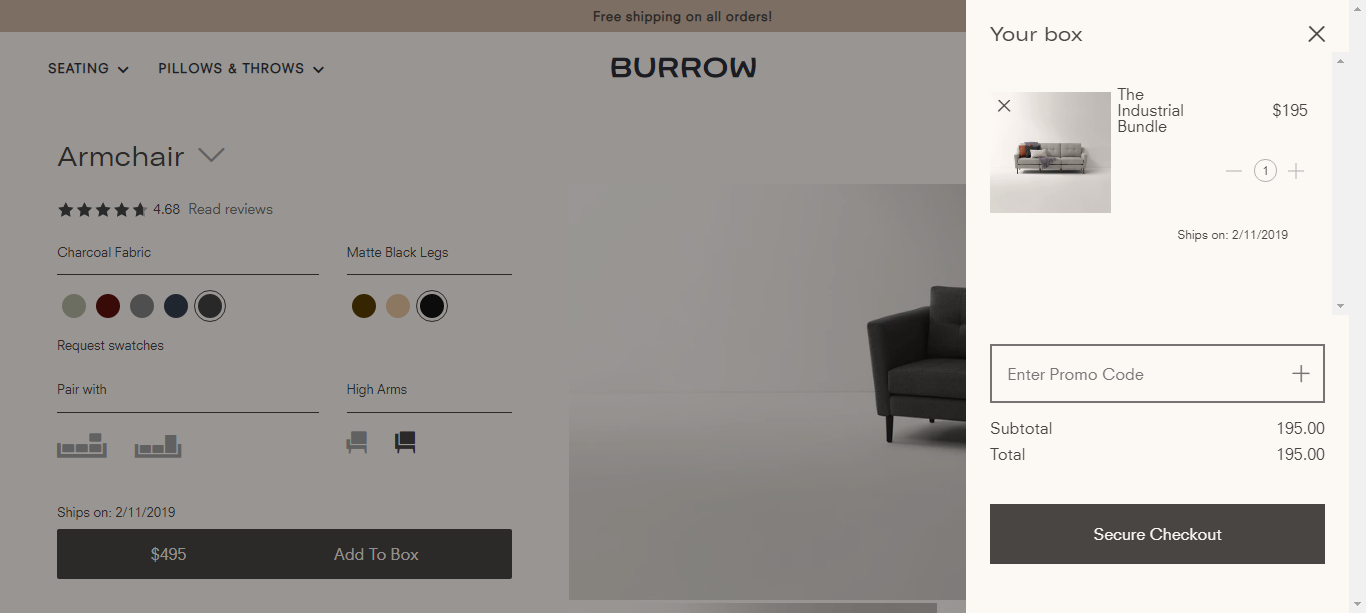 Free shipping on all orders!
SEATING
PILLOWS & THROWS
BURROW
Armchair
4.68 Read reviews
Charcoal Fabric
Matte Black Legs
Request swatches
Pair with
High Arms
Ships on: 2/11/2019
$495
Add To Box
Your box
The
Industrial
Bundle
$195
1
Ships on: 2/11/2019
Enter Promo Code
Subtotal 195.00
Total 195.00
Secure Checkout